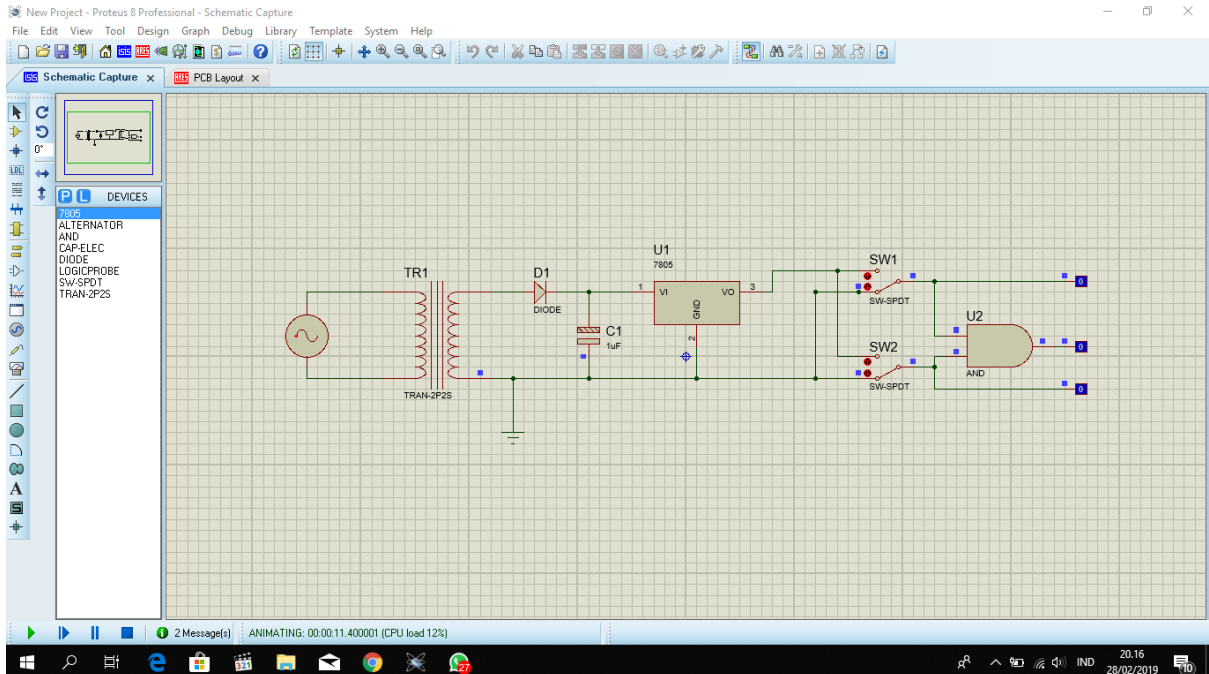 New Project - Proteus 8 Professional - Schematic Capture
File Edit View Tool Design Graph Debug Library Template System Help
Schematic Capture
PCB Layout
0°
LBL
P L DEVICES
7805
ALTERNATOR
AND
CAP-ELEC
DIODE
LOGICPROBE
SW-SPDT
TRAN-2P2S
A
S
TR1
TRAN-2P2S
D1
DIODE
C1
1uF
U1
7805
1
VI
VO
3
GND
2
SW1
SW-SPDT
SW2
SW-SPDT
U2
AND
0
0
0
2 Message(s)
ANIMATING: 00:00:11.400001 (CPU load 12%)
321
27
IND
20.16
28/02/2019
10